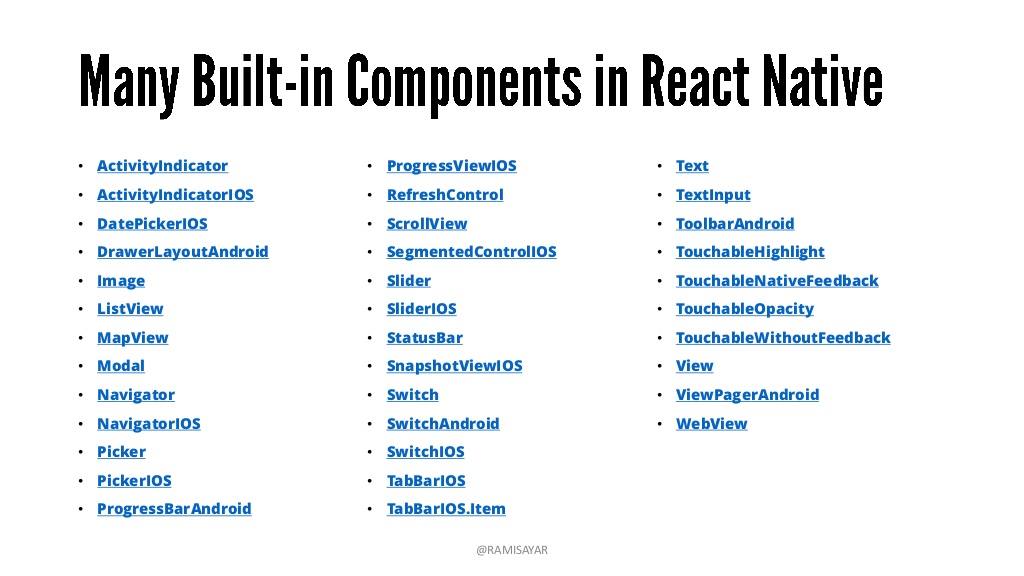 Many Built-in Components in React Native
• ActivityIndicator
• ActivityIndicatorIOS
• DatePickerIOS
• DrawerLayoutAndroid
• Image
• ListView
• MapView
• Modal
• Navigator
• NavigatorIOS
• Picker
• PickerIOS
• ProgressBarAndroid
• ProgressViewIOS
• RefreshControl
• ScrollView
• SegmentedControlIOS
• Slider
• SliderIOS
• StatusBar
• SnapshotViewIOS
• Switch
• SwitchAndroid
• SwitchIOS
• TabBarIOS
• TabBarIOS.Item
• Text
• TextInput
• ToolbarAndroid
• TouchableHighlight
• TouchableNativeFeedback
• TouchableOpacity
• TouchableWithoutFeedback
• View
• ViewPagerAndroid
• WebView
@RAMISAYAR